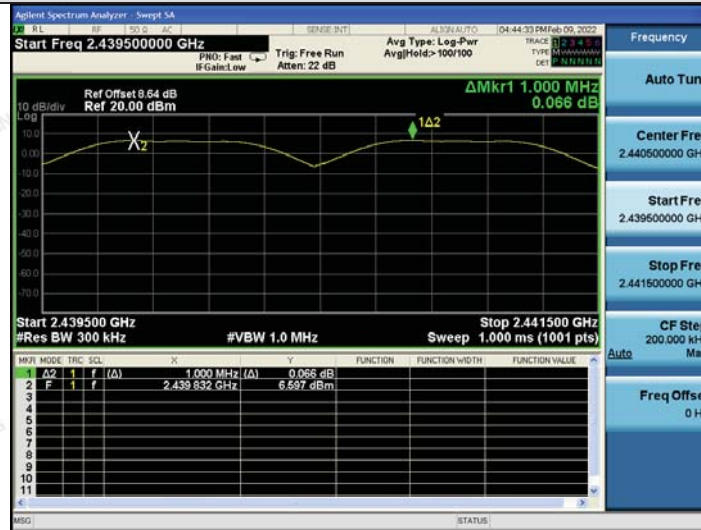 Agilent Spectrum Analyzer - Swept SA
RL RF 50 Ω AC SENSE:INT ALIGN AUTO 04:44:33 PM Feb 09, 2022
Start Freq 2.439500000 GHz
PNO: Fast
IFGain:Low
Trig: Free Run
Atten: 22 dB
Avg Type: Log-Pwr
Avg|Hold:>100/100
TRACE 1 2 3 4 5 6
TYPE M
DET P N N N N N
Ref Offset 8.64 dB
10 dB/div Ref 20.00 dBm
Log
ΔMkr1 1.000 MHz
0.066 dB
10.0
0.00
-10.0
-20.0
-30.0
-40.0
-50.0
-60.0
-70.0
X2
1Δ2
Start 2.439500 GHz Stop 2.441500 GHz
#Res BW 300 kHz #VBW 1.0 MHz Sweep 1.000 ms (1001 pts)
MKR MODE TRC SCL X Y FUNCTION FUNCTION WIDTH FUNCTION VALUE
1 Δ2 1 f (Δ) 1.000 MHz (Δ) 0.066 dB
2 F 1 f 2.439 832 GHz 6.597 dBm
3
4
5
6
7
8
9
10
11
MSG STATUS
Frequency
Auto Tun
Center Fre
2.440500000 GH
Start Fre
2.439500000 GH
Stop Fre
2.441500000 GH
CF Ste
200.000 kH
Auto Ma
Freq Offse
0 H